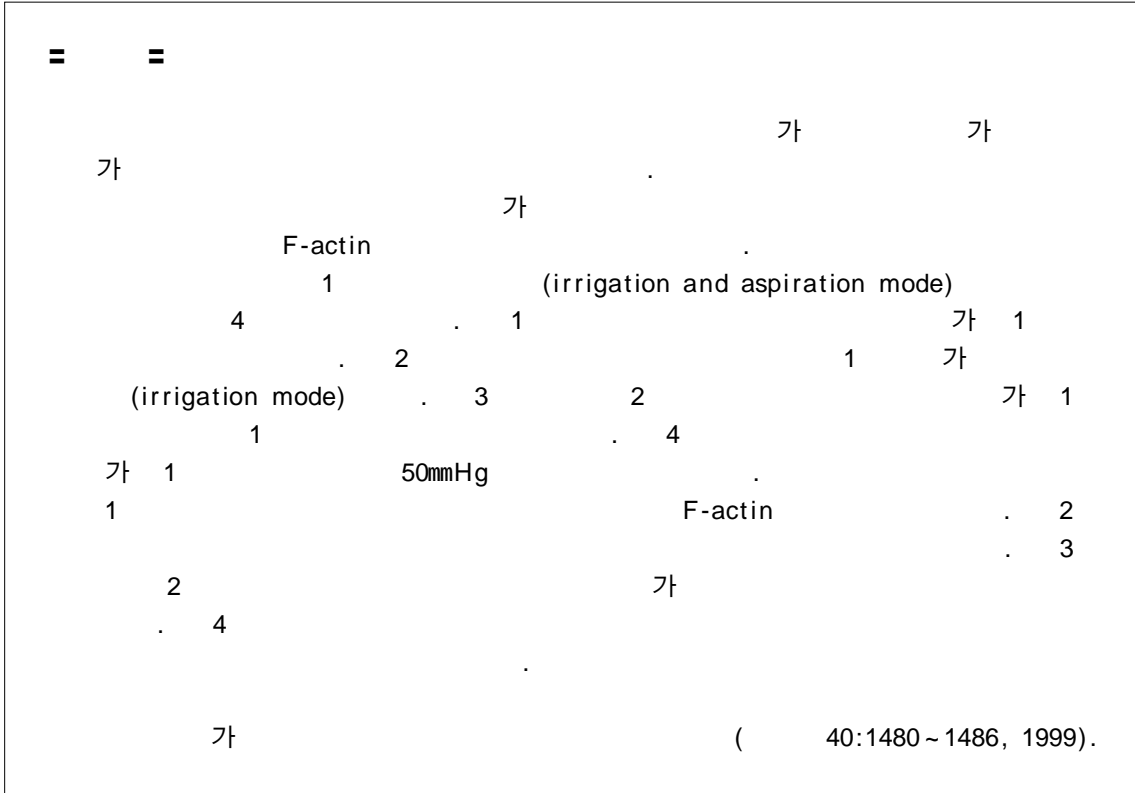 = =
가 가
가 .
가
F-actin .
1 (irrigation and aspiration mode)
4 . 1 가 1
. 2 1 가
(irrigation mode) . 3 2 가 1
1 . 4
가 1 50mmHg .
1 F-actin . 2
. 3
2 가
. 4
.
가 ( 40:1480~1486, 1999).